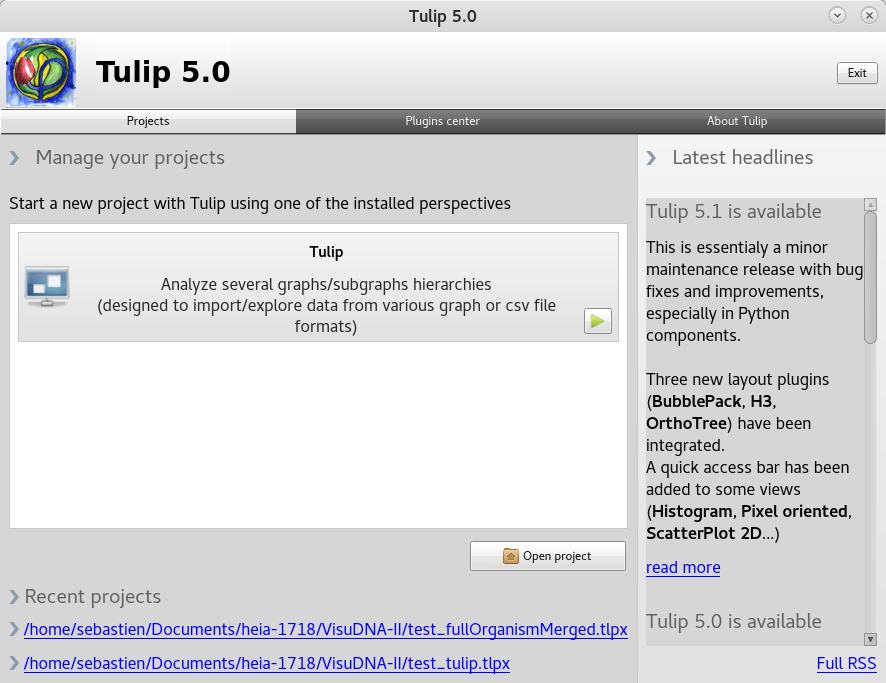 Tulip 5.0
Tulip 5.0
Exit
Projects
Plugins center
About Tulip
Manage your projects
Start a new project with Tulip using one of the installed perspectives
Tulip
Analyze several graphs/subgraphs hierarchies
(designed to import/explore data from various graph or csv file
formats)
Open project
Recent projects
/home/sebastien/Documents/heia-1718/VisuDNA-II/test_fullOrganismMerged.tlpx
/home/sebastien/Documents/heia-1718/VisuDNA-II/test_tulip.tlpx
Latest headlines
Tulip 5.1 is available
This is essentialy a minor
maintenance release with bug
fixes and improvements,
especially in Python
components.
Three new layout plugins
(BubblePack, H3,
OrthoTree) have been
integrated.
A quick access bar has been
added to some views
(Histogram, Pixel oriented,
ScatterPlot 2D...)
read more
Tulip 5.0 is available
Full RSS